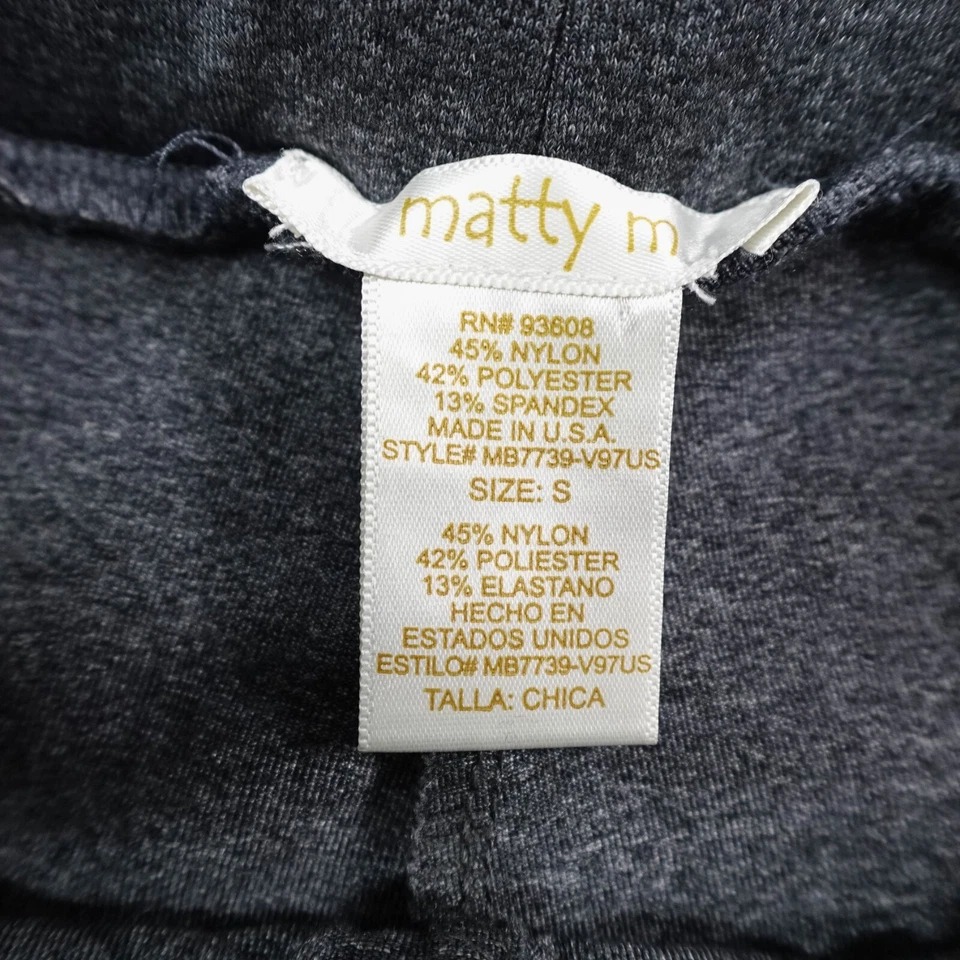 matty m
RN# 93608
45% NYLON
42% POLYESTER
13% SPANDEX
MADE IN U.S.A.
STYLE# MB7739-V97US
SIZE: S
45% NYLON
42% POLIESTER
13% ELASTANO
HECHO EN
ESTADOS UNIDOS
ESTILO# MB7739-V97US
TALLA: CHICA